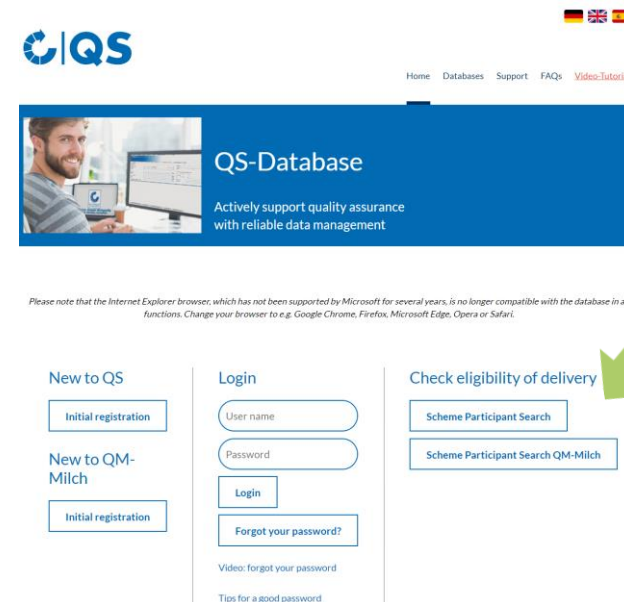 QS
Home Databases Support FAQs
QS-Database
Actively support quality assurance
with reliable data management
Please note that the Internet Explorer browser, which has not been supported by Microsoft for several years, is no longer compatible with the database in a
functions. Change your browser to e.g. Google Chrome, Firefox, Microsoft Edge, Opera or Safari.
New to QS
Initial registration
New to QM-
Milch
Initial registration
Login
User name
Password
Login
Forgot your password?
Video: forgot your password
Tips for a good password
Check eligibility of delivery
Scheme Participant Search
Scheme Participant Search QM-Milch